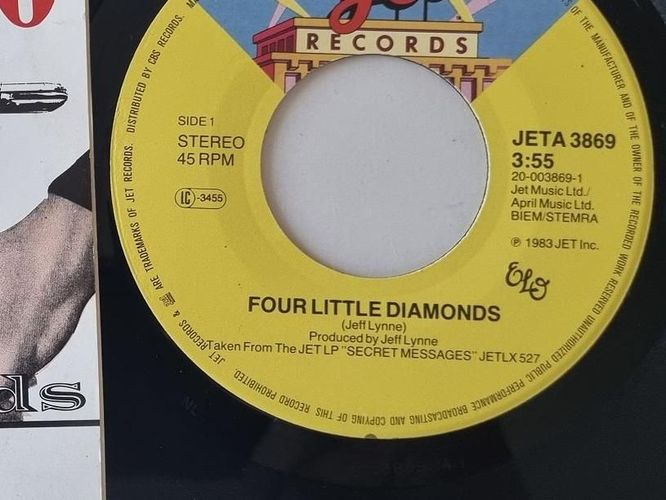 Jet
RECORDS
SIDE 1
STEREO
45 RPM
LC -3455
JETA 3869
3:55
20-003869-1
Jet Music Ltd./
April Music Ltd.
BIEM/STEMRA
℗ 1983 JET Inc.
ELO
FOUR LITTLE DIAMONDS
(Jeff Lynne)
Produced by Jeff Lynne
Taken From The JET LP "SECRET MESSAGES" JETLX 527
JET RECORDS & ARE TRADEMARKS OF JET RECORDS. DISTRIBUTED BY CBS RECORDS.
OF THE MANUFACTURER AND OF THE OWNER OF THE RECORDED WORK RESERVED UNAUTHORIZED PUBLIC PERFORMANCE BROADCASTING AND COPYING OF THIS RECORD PROHIBITED.
ds